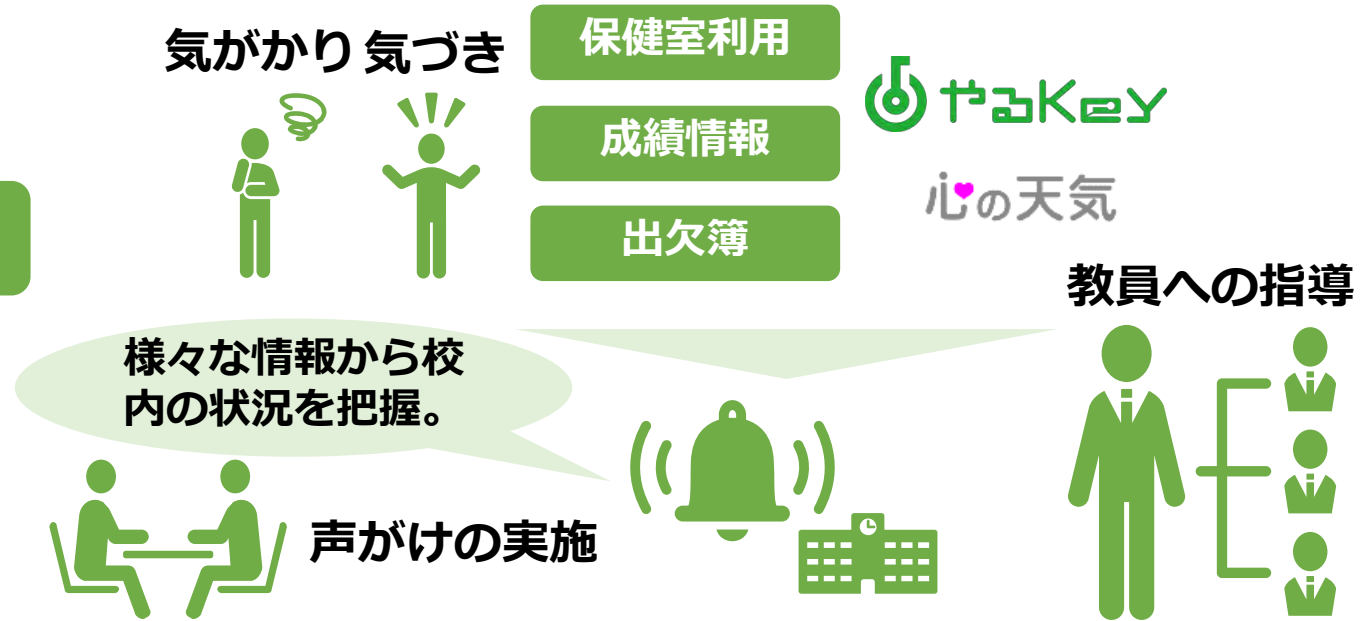 気がかり 気づき
保健室利用
成績情報
出欠簿
やるKey
心の天気
教員への指導
様々な情報から校
内の状況を把握。
声がけの実施